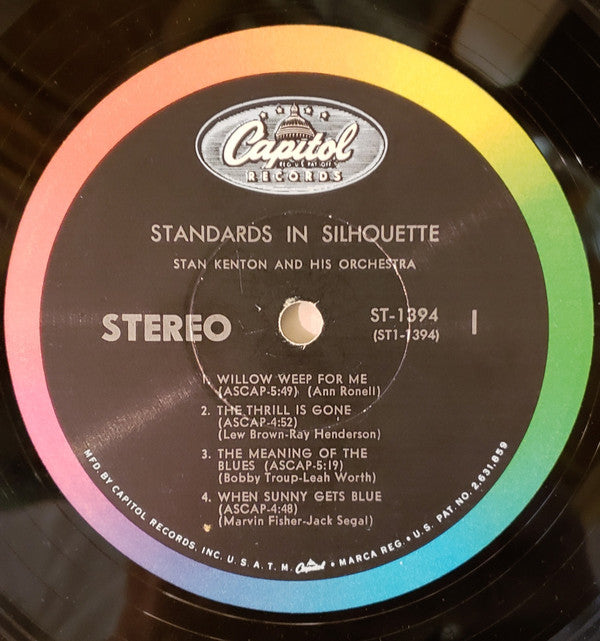 Capitol
REG. U.S. PAT. OFF.
RECORDS
STANDARDS IN SILHOUETTE
STAN KENTON AND HIS ORCHESTRA
STEREO
ST-1394
(ST1-1394)
1
1. WILLOW WEEP FOR ME
(ASCAP-5:49) (Ann Ronell)
2. THE THRILL IS GONE
(ASCAP-4:52)
(Lew Brown-Ray Henderson)
3. THE MEANING OF THE
BLUES (ASCAP-5:19)
(Bobby Troup-Leah Worth)
4. WHEN SUNNY GETS BLUE
(ASCAP-4:48)
(Marvin Fisher-Jack Segal)
MFD. BY CAPITOL RECORDS, INC. U.S.A. T.M. Capitol • MARCA REG. • U.S. PAT. NO. 2,631,859